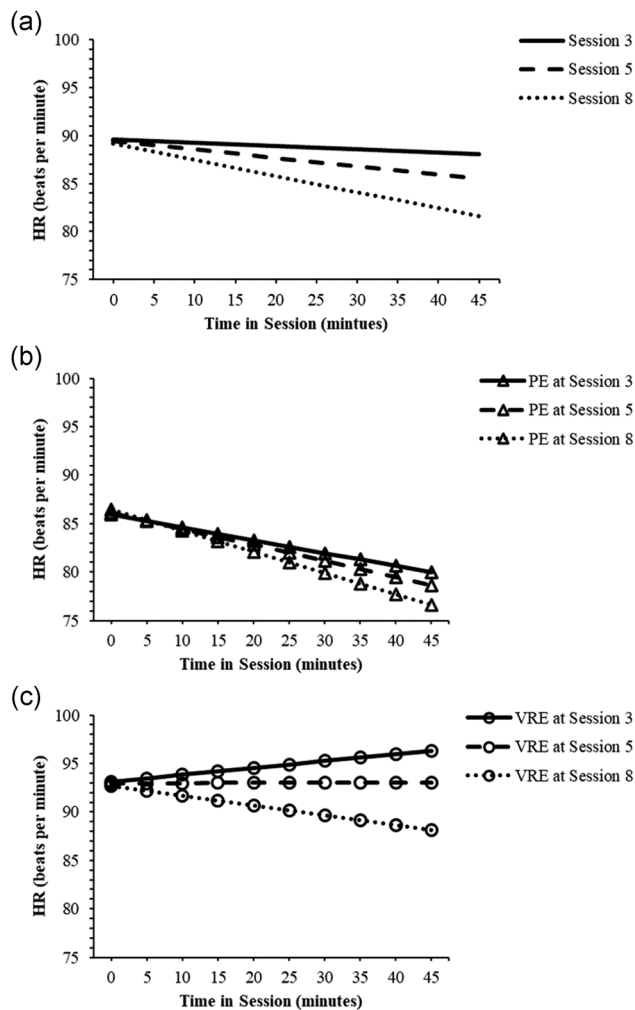 (a)
100
95
90
85
80
75
HR (beats per minute)
0 5 10 15 20 25 30 35 40 45
Time in Session (mintues)
Session 3
Session 5
Session 8
(b)
100
95
90
85
80
75
HR (beats per minute)
0 5 10 15 20 25 30 35 40 45
Time in Session (minutes)
PE at Session 3
PE at Session 5
PE at Session 8
(c)
100
95
90
85
80
75
HR (beats per minute)
0 5 10 15 20 25 30 35 40 45
Time in Session (minutes)
VRE at Session 3
VRE at Session 5
VRE at Session 8